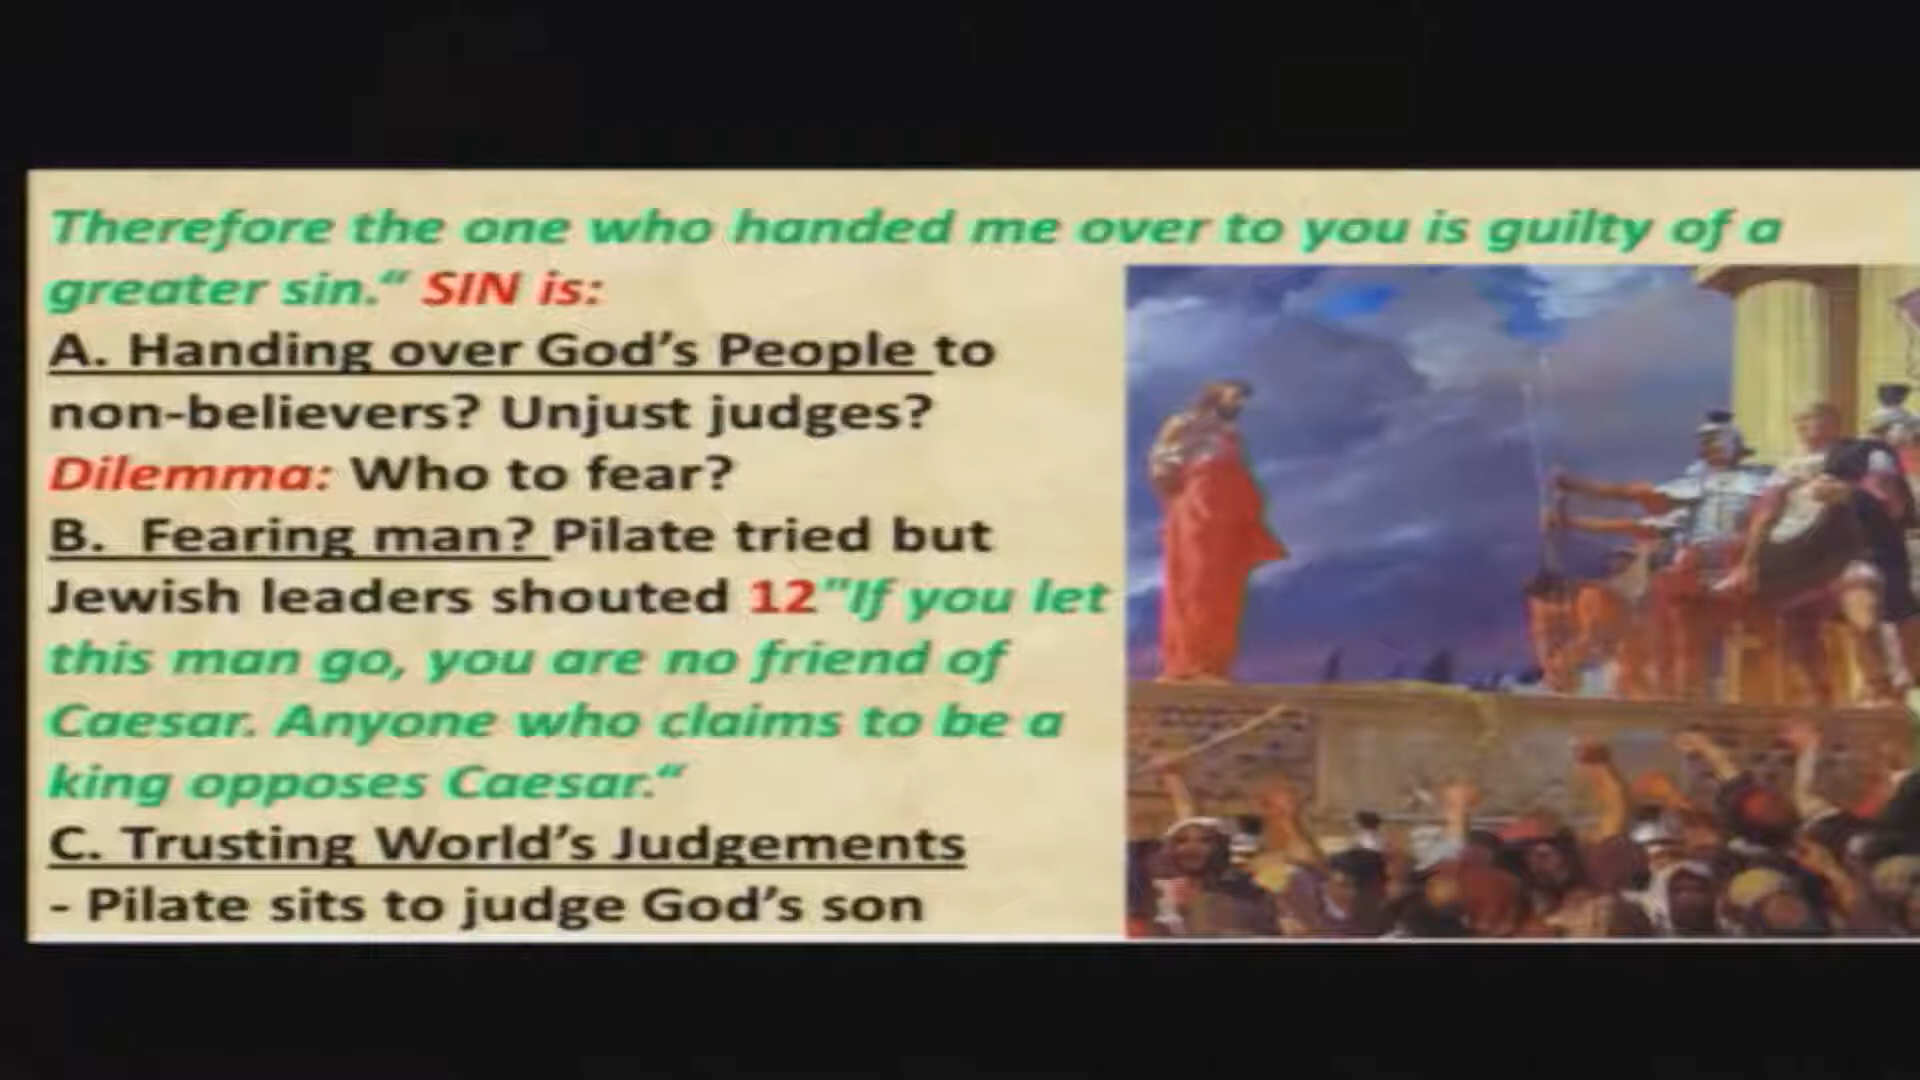 Therefore the one who handed me over to you is guilty of a
greater sin.“ SIN is:
A. Handing over God’s People to
non-believers? Unjust judges?
Dilemma: Who to fear?
B.  Fearing man? Pilate tried but
Jewish leaders shouted 12"If you let
this man go, you are no friend of
Caesar. Anyone who claims to be a
king opposes Caesar.“
C. Trusting World’s Judgements
- Pilate sits to judge God’s son